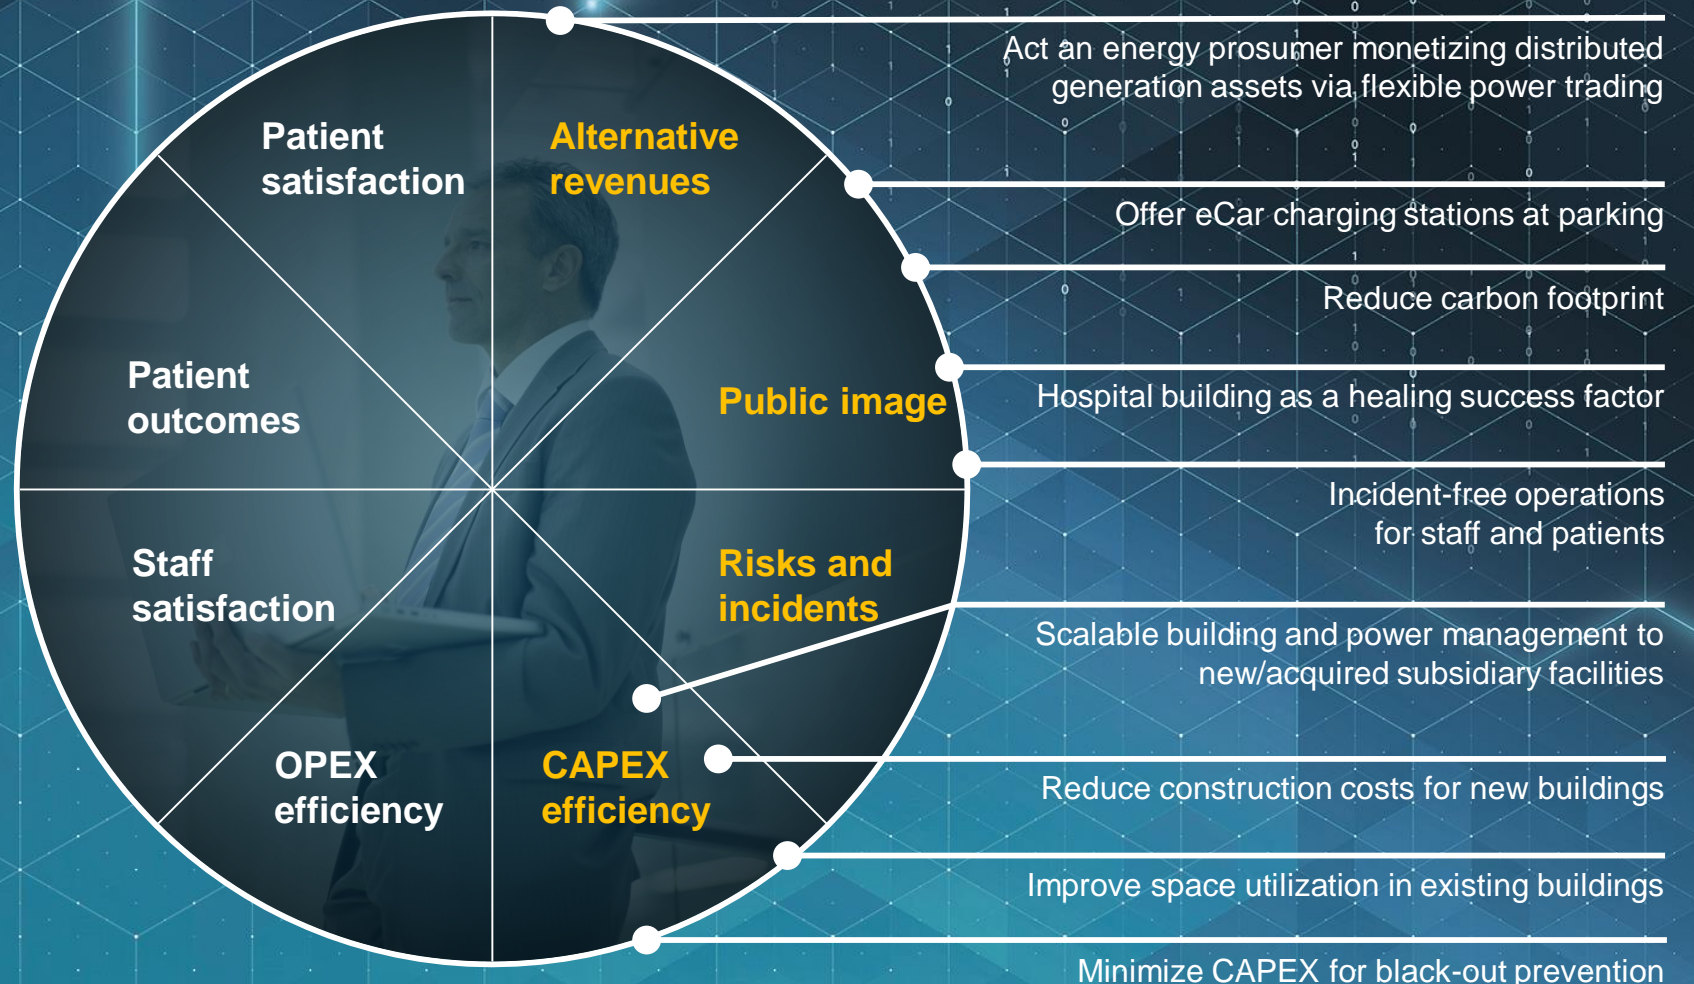 Patient
satisfaction
Alternative
revenues
Patient
outcomes
Public image
Staff
satisfaction
Risks and
incidents
OPEX
efficiency
CAPEX
efficiency
Act an energy prosumer monetizing distributed
generation assets via flexible power trading
Offer eCar charging stations at parking
Reduce carbon footprint
Hospital building as a healing success factor
Incident-free operations
for staff and patients
Scalable building and power management to
new/acquired subsidiary facilities
Reduce construction costs for new buildings
Improve space utilization in existing buildings
Minimize CAPEX for black-out prevention